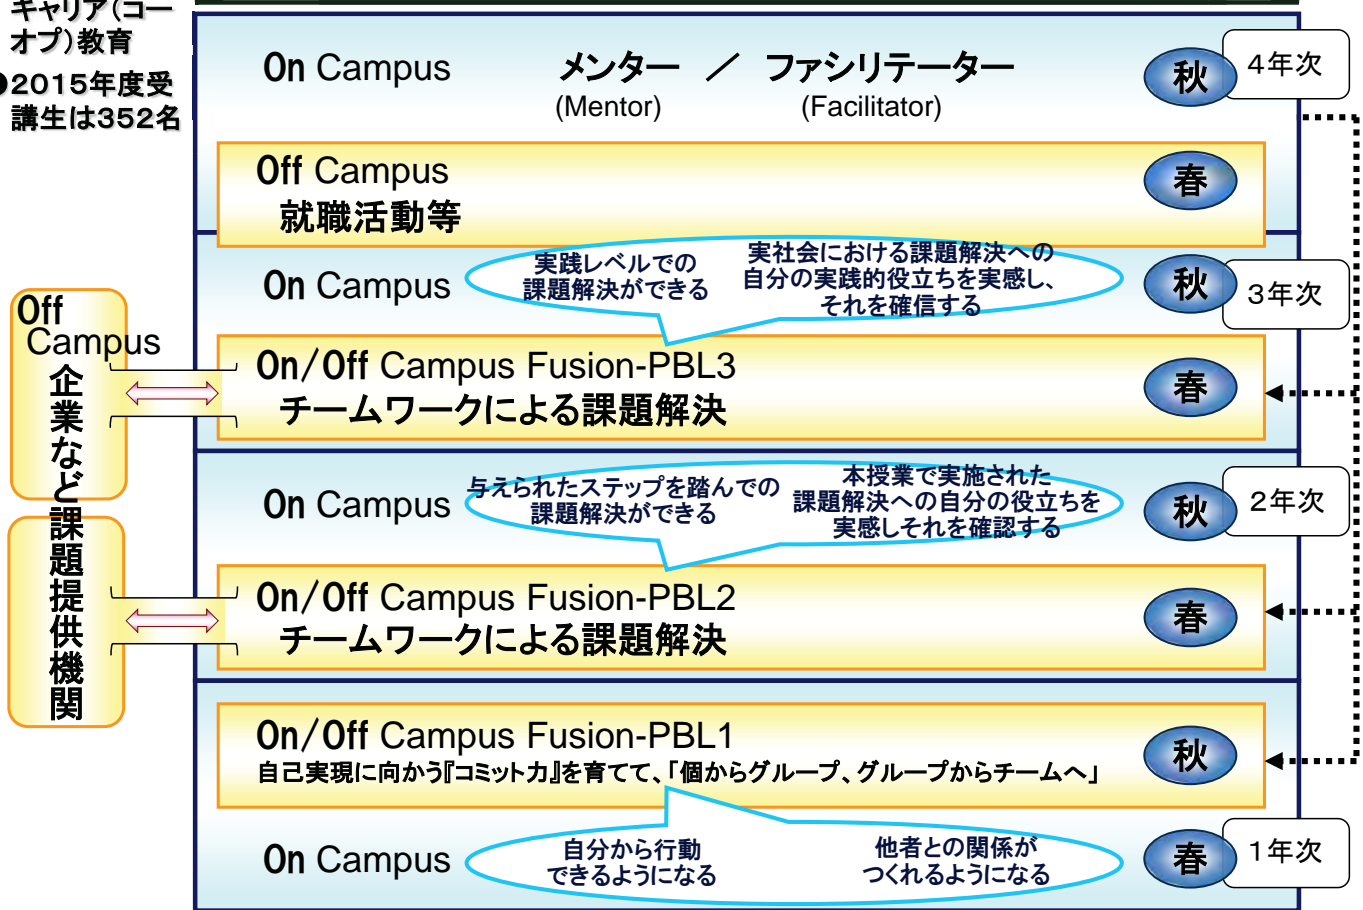 キャリア(コー
オプ)教育
●2015年度受
講生は352名
On Campus
メンター ／ ファシリテーター
(Mentor)
(Facilitator)
秋
4年次
Off Campus
就職活動等
春
On Campus
実践レベルでの
課題解決ができる
実社会における課題解決への
自分の実践的役立ちを実感し、
それを確信する
秋
3年次
On/Off Campus Fusion-PBL3
チームワークによる課題解決
春
Off
Campus
企業など課題提供機関
On Campus
与えられたステップを踏んでの
課題解決ができる
本授業で実施された
課題解決への自分の役立ちを
実感しそれを確認する
秋
2年次
On/Off Campus Fusion-PBL2
チームワークによる課題解決
春
On/Off Campus Fusion-PBL1
自己実現に向かう『コミット力』を育てて、「個からグループ、グループからチームへ」
秋
On Campus
自分から行動
できるようになる
他者との関係が
つくれるようになる
春
1年次